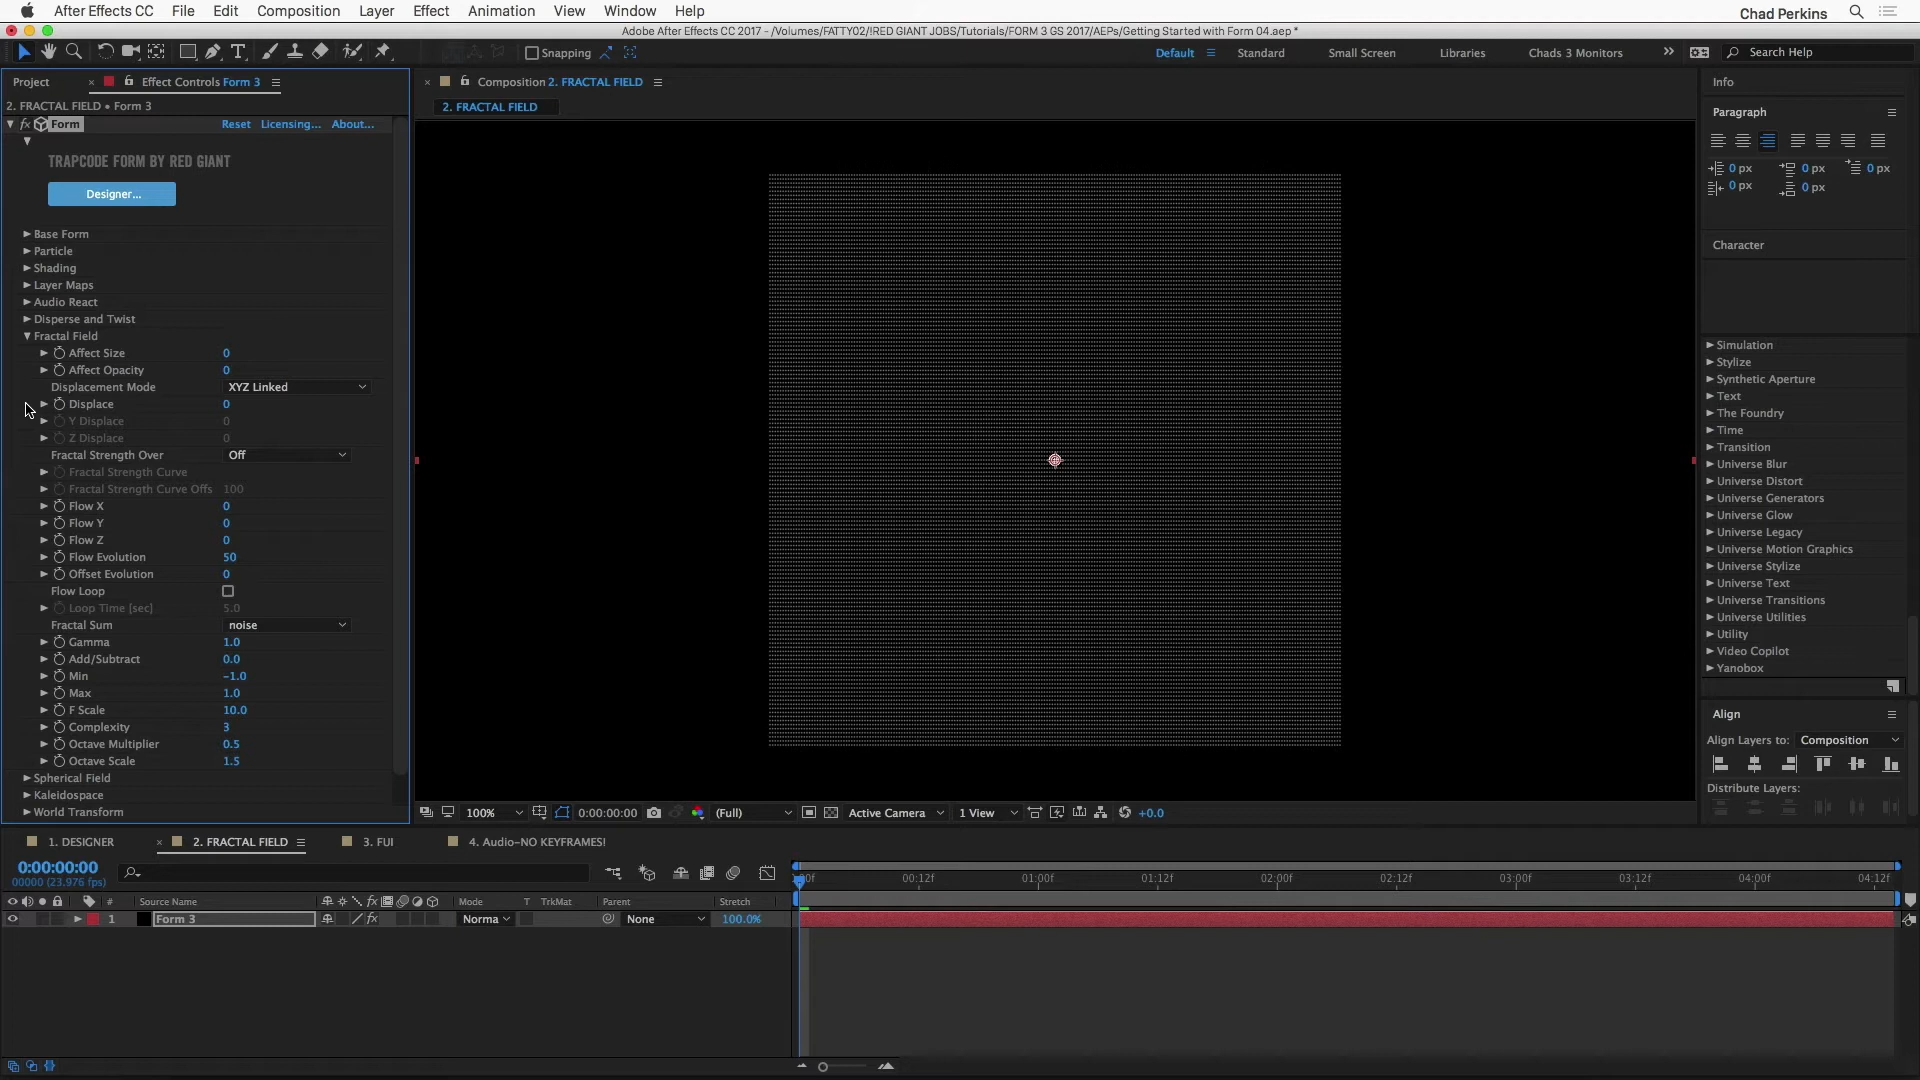 After Effects CC File Edit Composition Layer Effect Animation View Window Help Chad Perkins
Adobe After Effects CC 2017 - /Volumes/FATTY02/!RED GIANT JOBS/Tutorials/FORM 3 GS 2017/AEPs/Getting Started with Form 04.aep *
Snapping Default Standard Small Screen Libraries Chads 3 Monitors Search Help
Project Effect Controls Form 3
2. FRACTAL FIELD • Form 3
fx Form Reset Licensing... About...
TRAPCODE FORM BY RED GIANT
Designer...
Base Form
Particle
Shading
Layer Maps
Audio React
Disperse and Twist
Fractal Field
Affect Size 0
Affect Opacity 0
Displacement Mode XYZ Linked
Displace 0
Y Displace 0
Z Displace 0
Fractal Strength Over Off
Fractal Strength Curve
Fractal Strength Curve Offs 100
Flow X 0
Flow Y 0
Flow Z 0
Flow Evolution 50
Offset Evolution 0
Flow Loop
Loop Time [sec] 5.0
Fractal Sum noise
Gamma 1.0
Add/Subtract 0.0
Min -1.0
Max 1.0
F Scale 10.0
Complexity 3
Octave Multiplier 0.5
Octave Scale 1.5
Spherical Field
Kaleidospace
World Transform
Composition 2. FRACTAL FIELD
2. FRACTAL FIELD
100% 0:00:00:00 (Full) Active Camera 1 View +0.0
Info
Paragraph
0 px 0 px 0 px
0 px 0 px
Character
Simulation
Stylize
Synthetic Aperture
Text
The Foundry
Time
Transition
Universe Blur
Universe Distort
Universe Generators
Universe Glow
Universe Legacy
Universe Motion Graphics
Universe Stylize
Universe Text
Universe Transitions
Universe Utilities
Utility
Video Copilot
Yanobox
Align
Align Layers to: Composition
Distribute Layers:
1. DESIGNER 2. FRACTAL FIELD 3. FUI 4. Audio-NO KEYFRAMES!
0:00:00:00
00000 (23.976 fps)
00:12f 01:00f 01:12f 02:00f 02:12f 03:00f 03:12f 04:00f 04:12f
# Source Name fx Mode T TrkMat Parent Stretch
1 Form 3 fx Norma None 100.0%